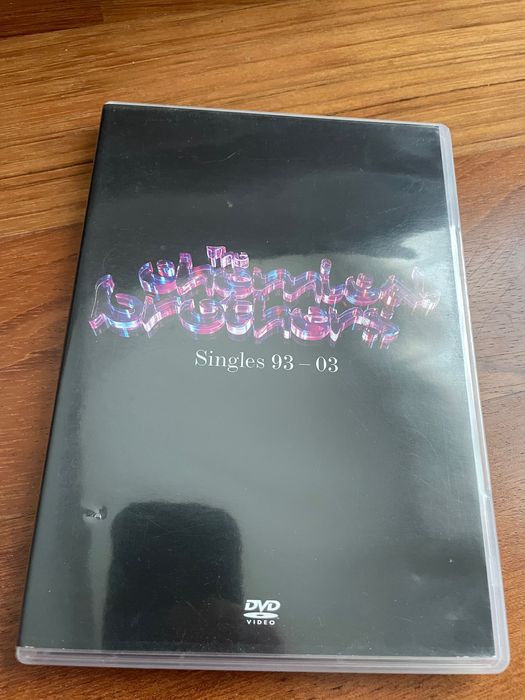 The
chemical
brothers
Singles 93 – 03
DVD
VIDEO